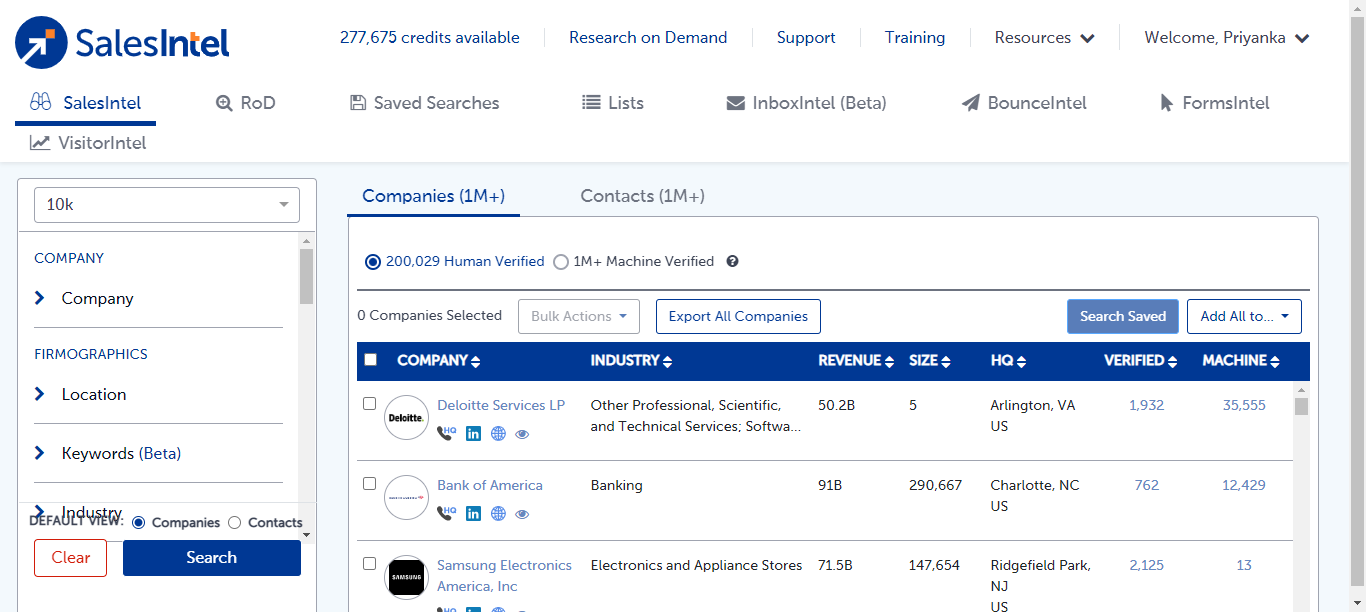 SalesIntel
277,675 credits available
Research on Demand
Support
Training
Resources
Welcome, Priyanka
SalesIntel
RoD
Saved Searches
Lists
InboxIntel (Beta)
BounceIntel
FormsIntel
VisitorIntel
10k
COMPANY
Company
FIRMOGRAPHICS
Location
Keywords (Beta)
Industry
DEFAULT VIEW:
Companies
Contacts
Clear
Search
Companies (1M+)
Contacts (1M+)
200,029 Human Verified
1M+ Machine Verified
0 Companies Selected
Bulk Actions
Export All Companies
Search Saved
Add All to...
COMPANY INDUSTRY REVENUE SIZE HQ VERIFIED MACHINE
Deloitte.
Deloitte Services LP
HQ
Other Professional, Scientific,
and Technical Services; Softwa...
50.2B
5
Arlington, VA
US
1,932
35,555
Bank of America
HQ
Banking
91B
290,667
Charlotte, NC
US
762
12,429
SAMSUNG
Samsung Electronics
America, Inc
HQ
Electronics and Appliance Stores
71.5B
147,654
Ridgefield Park,
NJ
US
2,125
13